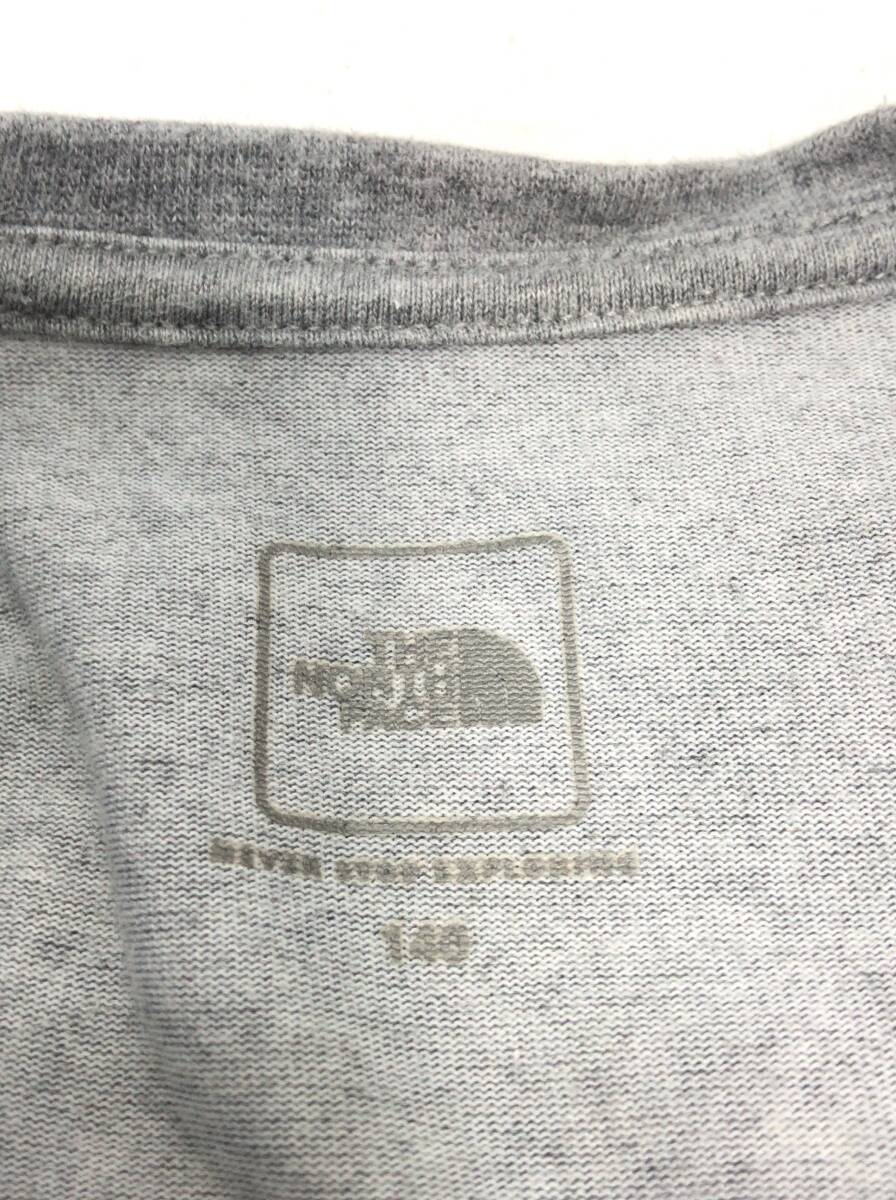 THE
NORTH
FACE
NEVER STOP EXPLORING
140